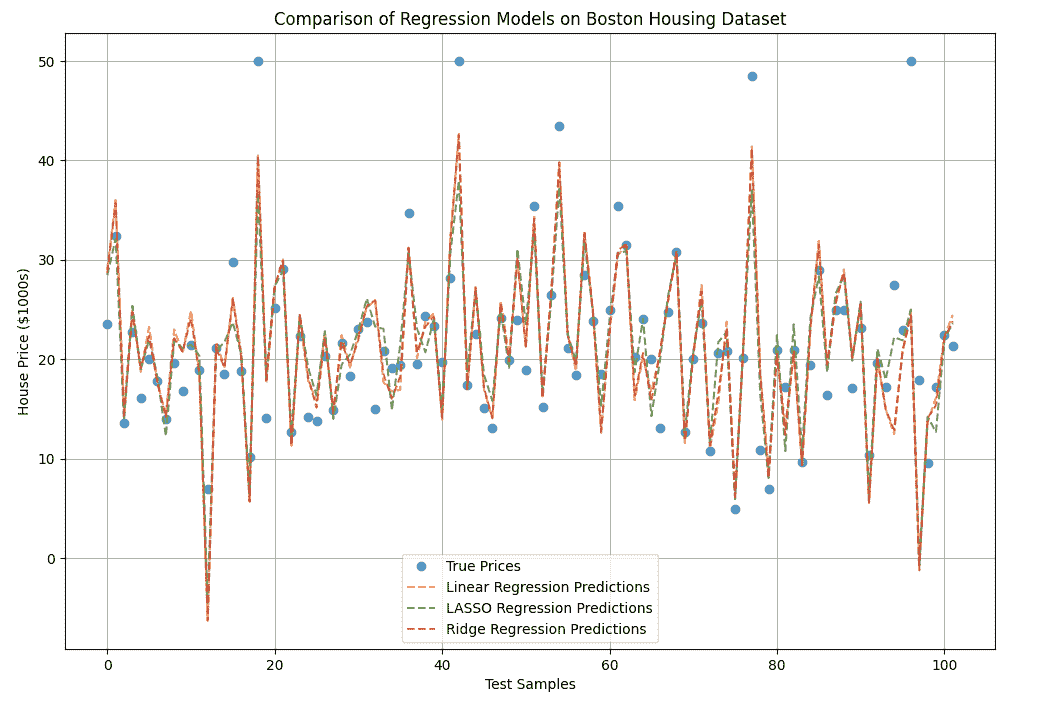 Comparison of Regression Models on Boston Housing Dataset
House Price ($1000s)
50
40
30
20
10
0
True Prices
Linear Regression Predictions
LASSO Regression Predictions
Ridge Regression Predictions
0 20 40 60 80 100
Test Samples